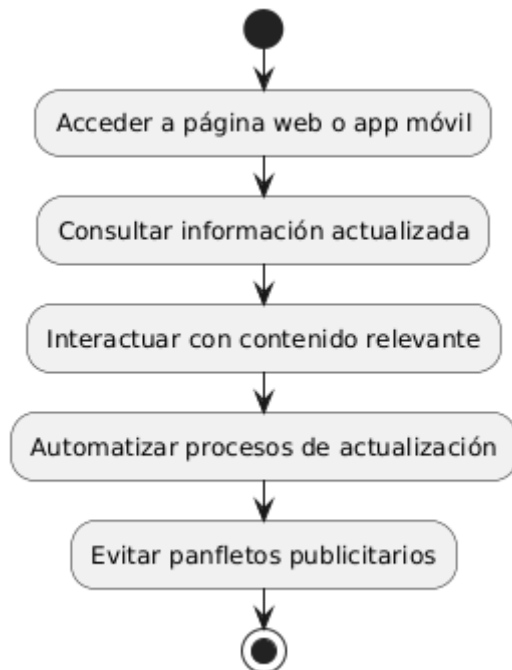 Acceder a página web o app móvil
Consultar información actualizada
Interactuar con contenido relevante
Automatizar procesos de actualización
Evitar panfletos publicitarios